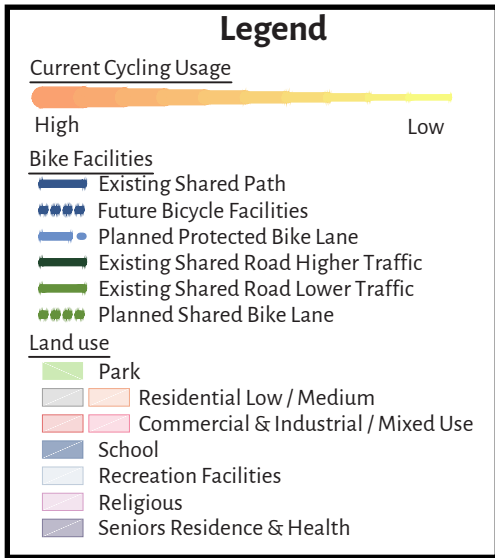 Legend
Current Cycling Usage
High
Low
Bike Facilities
Existing Shared Path
Future Bicycle Facilities
Planned Protected Bike Lane
Existing Shared Road Higher Traffic
Existing Shared Road Lower Traffic
Planned Shared Bike Lane
Land use
Park
Residential Low / Medium
Commercial & Industrial / Mixed Use
School
Recreation Facilities
Religious
Seniors Residence & Health